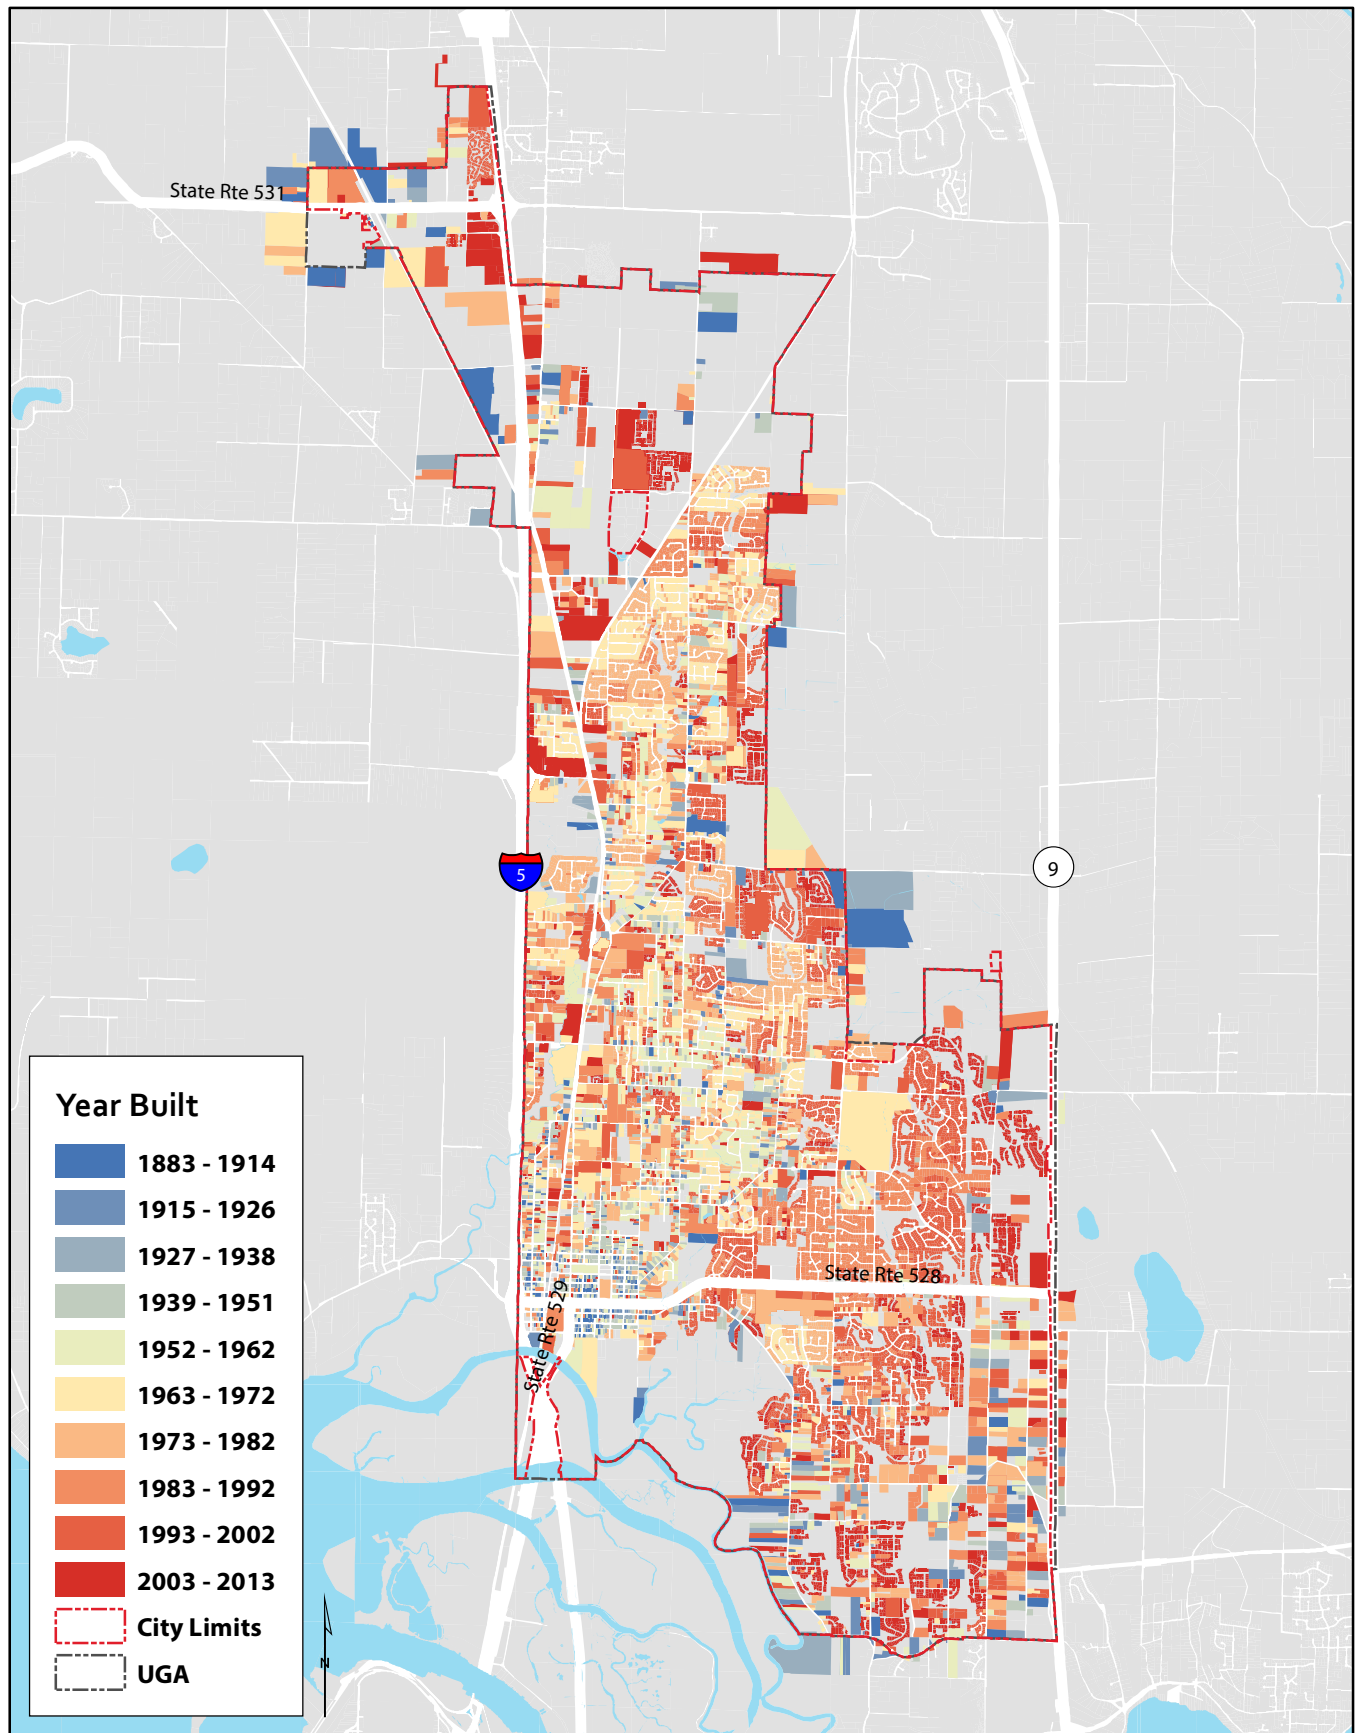 State Rte 531
5
9
State Rte 528
State Rte 529
Year Built
1883 - 1914
1915 - 1926
1927 - 1938
1939 - 1951
1952 - 1962
1963 - 1972
1973 - 1982
1983 - 1992
1993 - 2002
2003 - 2013
City Limits
UGA
N